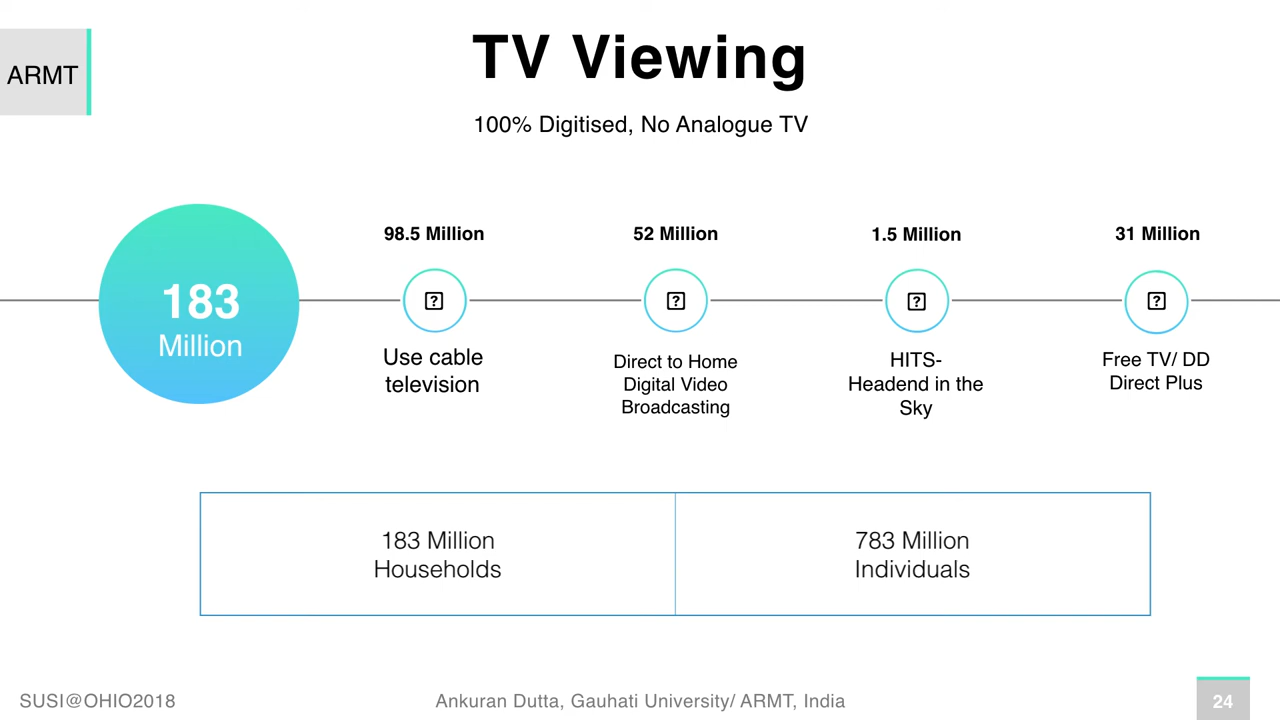 ARMT
TV Viewing
100% Digitised, No Analogue TV
183
Million
98.5 Million
?
Use cable
television
52 Million
?
Direct to Home
Digital Video
Broadcasting
1.5 Million
?
HITS-
Headend in the
Sky
31 Million
?
Free TV/ DD
Direct Plus
183 Million
Households
783 Million
Individuals
SUSI@OHIO2018
Ankuran Dutta, Gauhati University/ ARMT, India
24